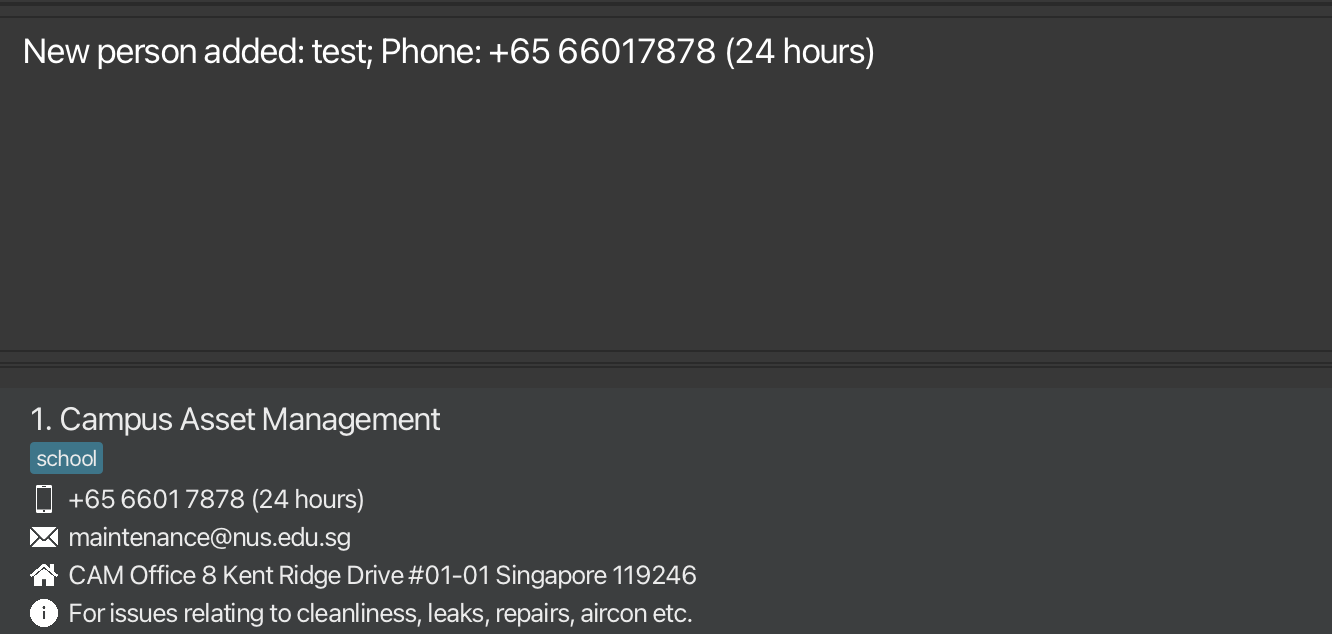 New person added: test; Phone: +65 66017878 (24 hours)
1. Campus Asset Management
school
+65 6601 7878 (24 hours)
maintenance@nus.edu.sg
CAM Office 8 Kent Ridge Drive #01-01 Singapore 119246
For issues relating to cleanliness, leaks, repairs, aircon etc.